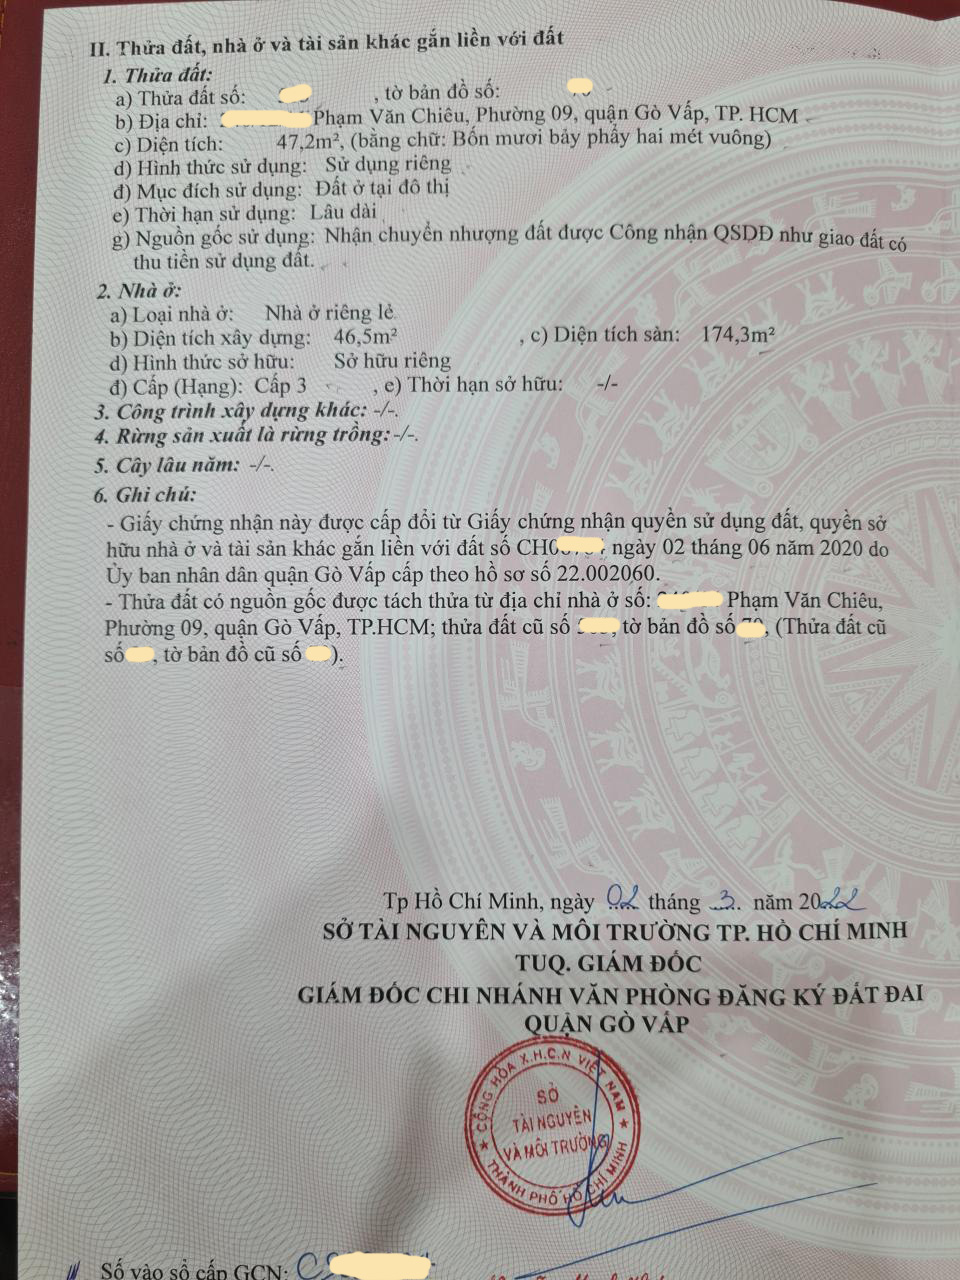 II. Thửa đất, nhà ở và tài sản khác gắn liền với đất
1. Thửa đất:
a) Thửa đất số: , tờ bản đồ số:
b) Địa chỉ: Phạm Văn Chiêu, Phường 09, quận Gò Vấp, TP. HCM
c) Diện tích: 47,2m², (bằng chữ: Bốn mươi bảy phẩy hai mét vuông)
d) Hình thức sử dụng: Sử dụng riêng
đ) Mục đích sử dụng: Đất ở tại đô thị
e) Thời hạn sử dụng: Lâu dài
g) Nguồn gốc sử dụng: Nhận chuyển nhượng đất được Công nhận QSDĐ như giao đất có
thu tiền sử dụng đất.
2. Nhà ở:
a) Loại nhà ở: Nhà ở riêng lẻ
b) Diện tích xây dựng: 46,5m² , c) Diện tích sàn: 174,3m²
d) Hình thức sở hữu: Sở hữu riêng
đ) Cấp (Hạng): Cấp 3 , e) Thời hạn sở hữu: -/-
3. Công trình xây dựng khác: -/-.
4. Rừng sản xuất là rừng trồng: -/-.
5. Cây lâu năm: -/-.
6. Ghi chú:
- Giấy chứng nhận này được cấp đổi từ Giấy chứng nhận quyền sử dụng đất, quyền sở
hữu nhà ở và tài sản khác gắn liền với đất số CH0 ngày 02 tháng 06 năm 2020 do
Ủy ban nhân dân quận Gò Vấp cấp theo hồ sơ số 22.002060.
- Thửa đất có nguồn gốc được tách thửa từ địa chỉ nhà ở số: Phạm Văn Chiêu,
Phường 09, quận Gò Vấp, TP.HCM; thửa đất cũ số , tờ bản đồ số , (Thửa đất cũ
số , tờ bản đồ cũ số ).
Tp Hồ Chí Minh, ngày 02 tháng 3 năm 2022
SỞ TÀI NGUYÊN VÀ MÔI TRƯỜNG TP. HỒ CHÍ MINH
TUQ. GIÁM ĐỐC
GIÁM ĐỐC CHI NHÁNH VĂN PHÒNG ĐĂNG KÝ ĐẤT ĐAI
QUẬN GÒ VẤP
CỘNG HÒA X.H.C.N VIỆT NAM
SỞ
TÀI NGUYÊN
VÀ MÔI TRƯỜNG
THÀNH PHỐ HỒ CHÍ MINH
Số vào sổ cấp GCN: